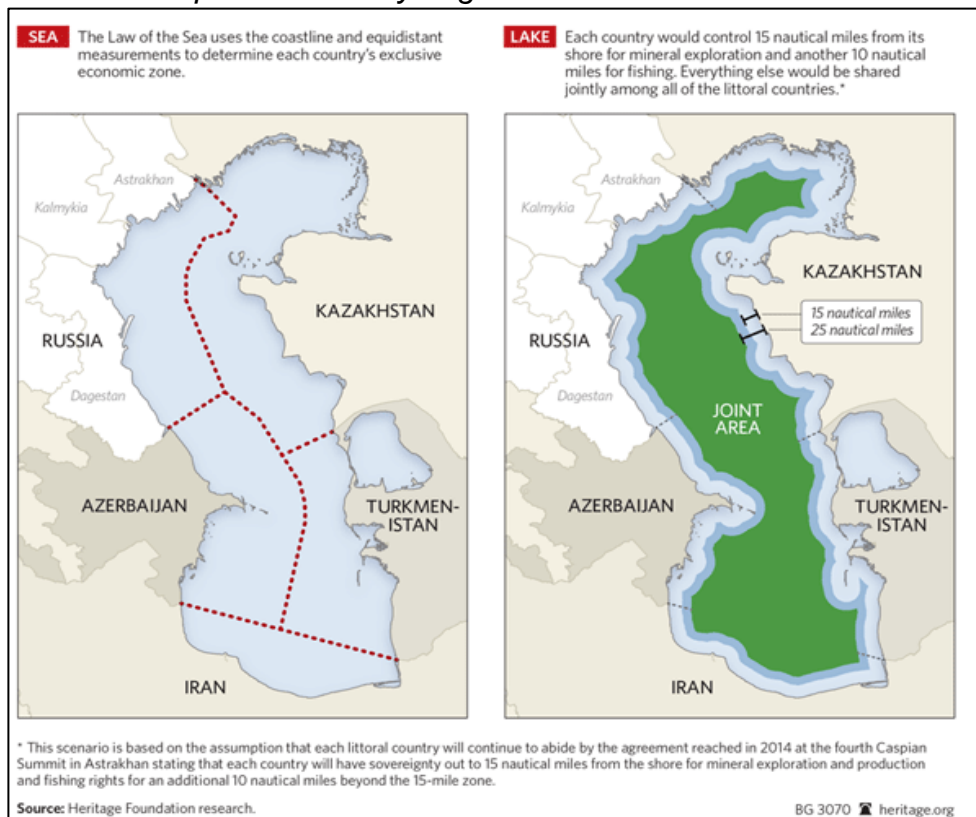 SEA The Law of the Sea uses the coastline and equidistant
measurements to determine each country's exclusive
economic zone.
Astrakhan
Kalmykia
KAZAKHSTAN
RUSSIA
Dagestan
AZERBAIJAN
TURKMEN-
ISTAN
IRAN
LAKE Each country would control 15 nautical miles from its
shore for mineral exploration and another 10 nautical
miles for fishing. Everything else would be shared
jointly among all of the littoral countries.*
Astrakhan
Kalmykia
KAZAKHSTAN
15 nautical miles
25 nautical miles
RUSSIA
Dagestan
JOINT
AREA
AZERBAIJAN
TURKMEN-
ISTAN
IRAN
* This scenario is based on the assumption that each littoral country will continue to abide by the agreement reached in 2014 at the fourth Caspian
Summit in Astrakhan stating that each country will have sovereignty out to 15 nautical miles from the shore for mineral exploration and production
and fishing rights for an additional 10 nautical miles beyond the 15-mile zone.
Source: Heritage Foundation research.
BG 3070 heritage.org